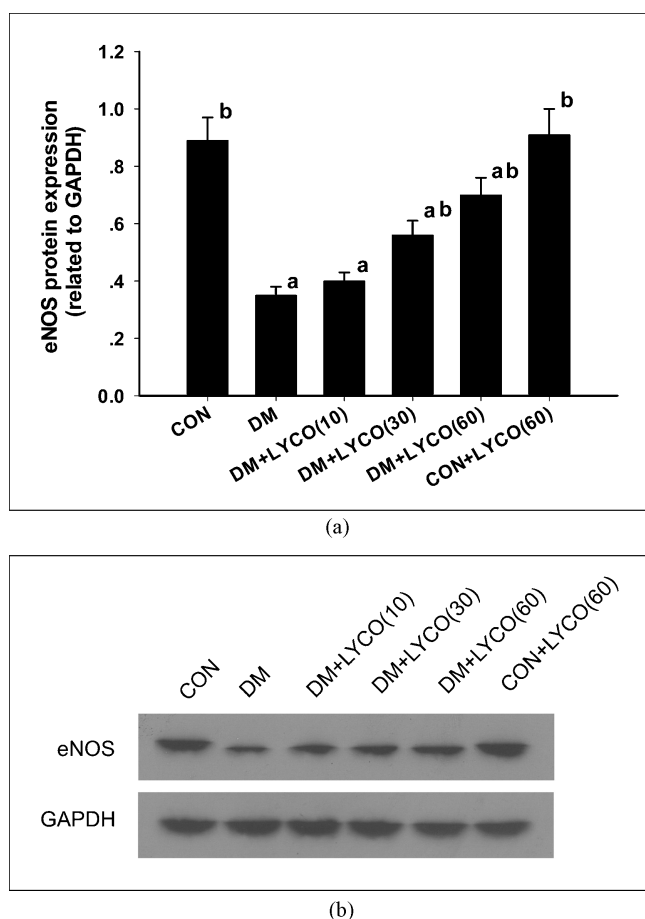 1.2
1.0
.8
.6
.4
.2
0.0
eNOS protein expression
(related to GAPDH)
b
a
a
a b
a b
b
CON
DM
DM+LYCO(10)
DM+LYCO(30)
DM+LYCO(60)
CON+LYCO(60)
(a)
CON
DM
DM+LYCO(10)
DM+LYCO(30)
DM+LYCO(60)
CON+LYCO(60)
eNOS
GAPDH
(b)